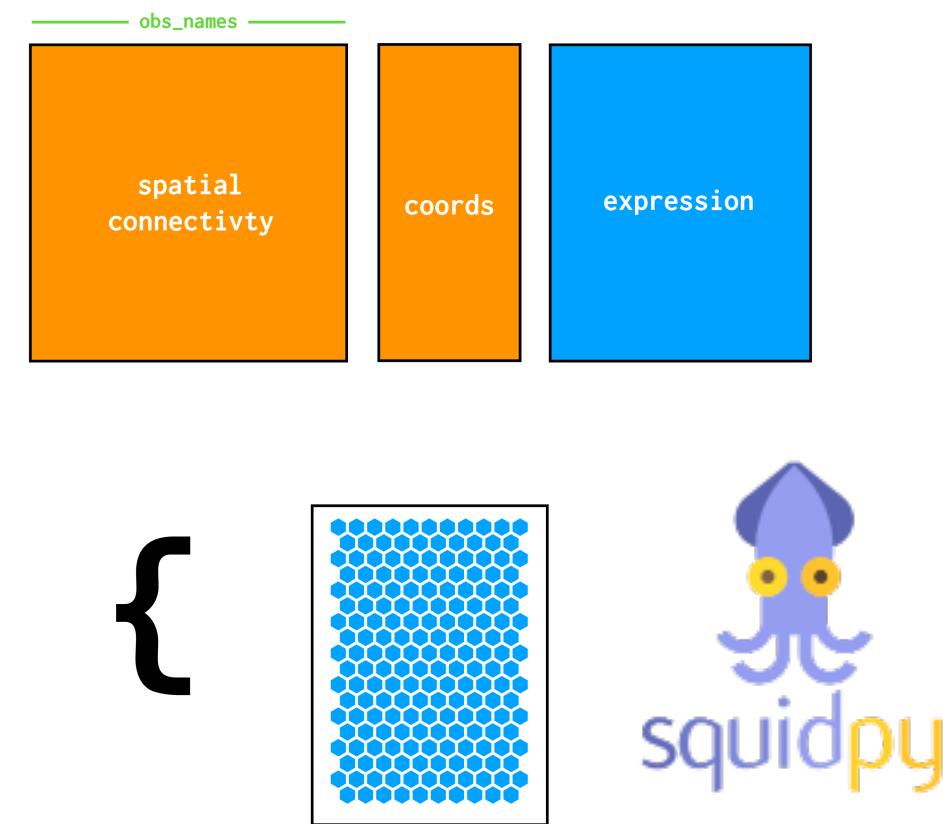 obs_names
spatial
connectivty
coords
expression
{
squidpy